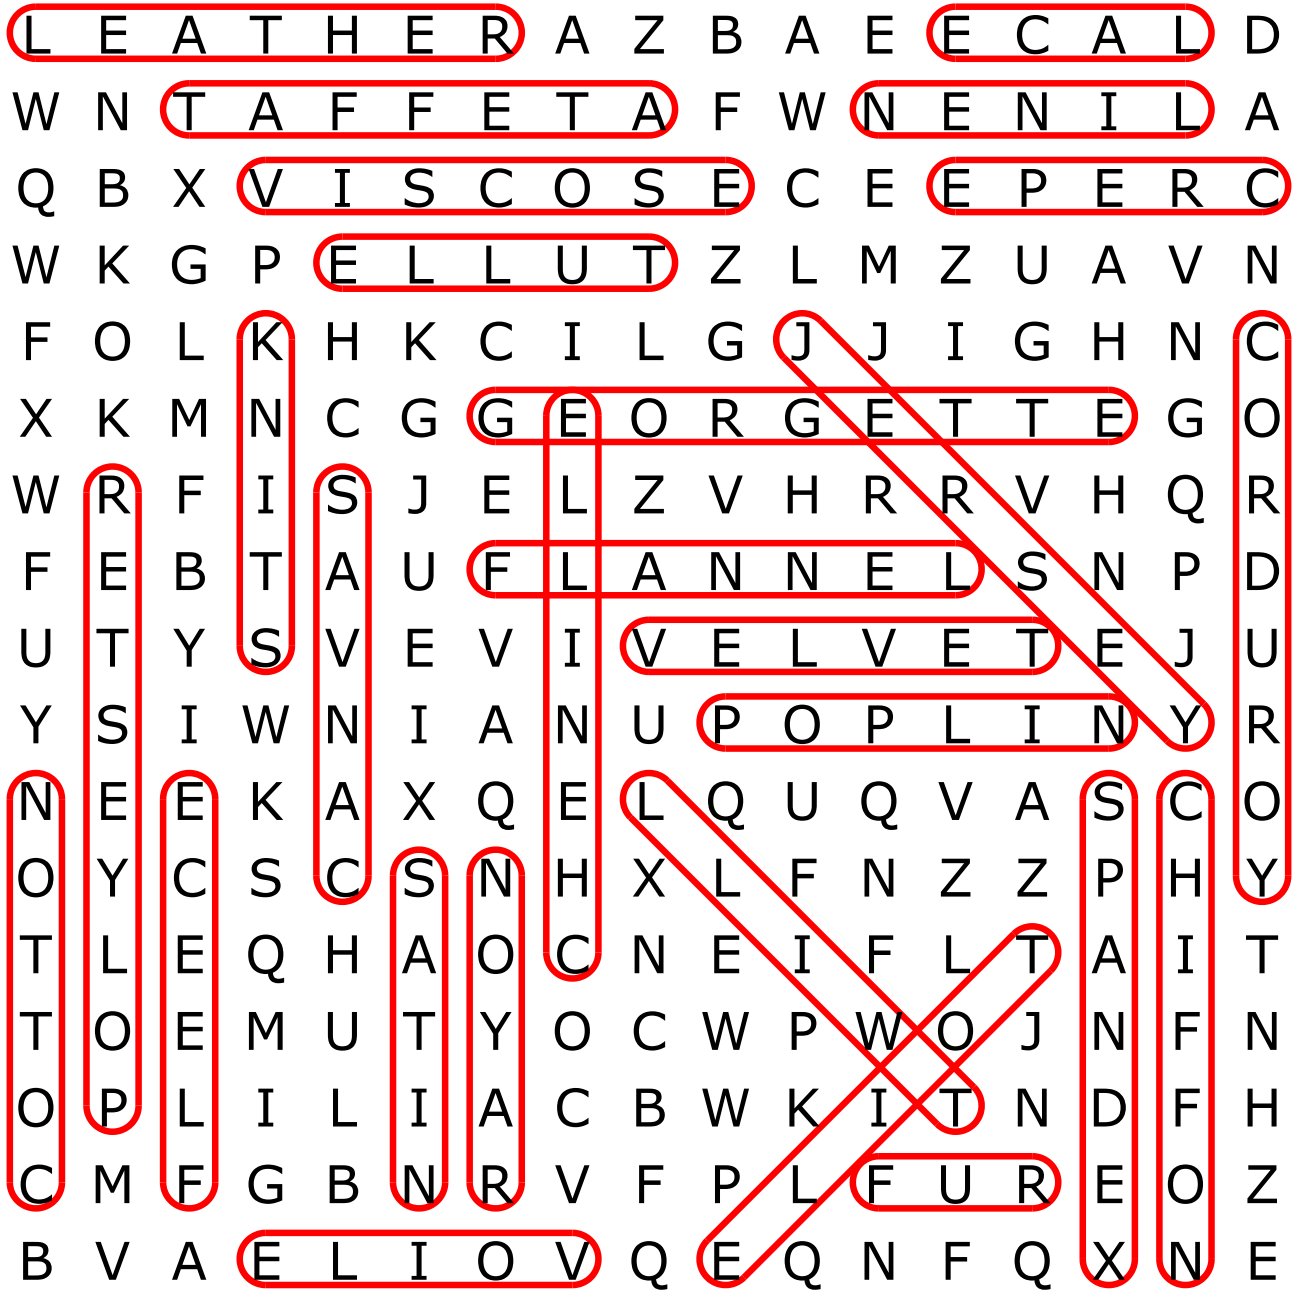 L E A T H E R A Z B A E E C A L D
W N T A F F E T A F W N E N I L A
Q B X V I S C O S E C E E P E R C
W K G P E L L U T Z L M Z U A V N
F O L K H K C I L G J J I G H N C
X K M N C G G E O R G E T T E G O
W R F I S J E L Z V H R R V H Q R
F E B T A U F L A N N E L S N P D
U T Y S V E V I V E L V E T E J U
Y S I W N I A N U P O P L I N Y R
N E E K A X Q E L Q U Q V A S C O
O Y C S C S N H X L F N Z Z P H Y
T L E Q H A O C N E I F L T A I T
T O E M U T Y O C W P W O J N F N
O P L I L I A C B W K I T N D F H
C M F G B N R V F P L F U R E O Z
B V A E L I O V Q E Q N F Q X N E